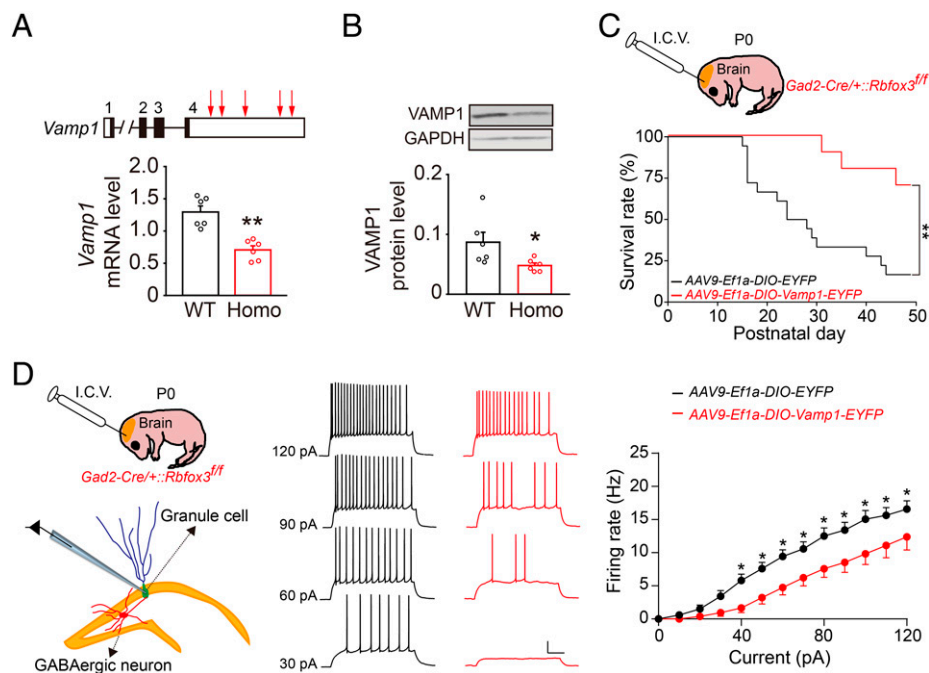 A
1 2 3 4
Vamp1
Vamp1
mRNA level
2.0
1.5
1.0
0.5
0
**
WT Homo
B
VAMP1
GAPDH
VAMP1
protein level
0.2
0.1
0.0
*
WT Homo
C
I.C.V. P0
Brain
Gad2-Cre/+::Rbfox3f/f
Survival rate (%)
100
75
50
25
0
**
AAV9-Ef1a-DIO-EYFP
AAV9-Ef1a-DIO-Vamp1-EYFP
0 10 20 30 40 50
Postnatal day
D
I.C.V. P0
Brain
Gad2-Cre/+::Rbfox3f/f
Granule cell
GABAergic neuron
120 pA
90 pA
60 pA
30 pA
AAV9-Ef1a-DIO-EYFP
AAV9-Ef1a-DIO-Vamp1-EYFP
Firing rate (Hz)
25
20
15
10
5
0
* * * * * * * * *
0 40 80 120
Current (pA)